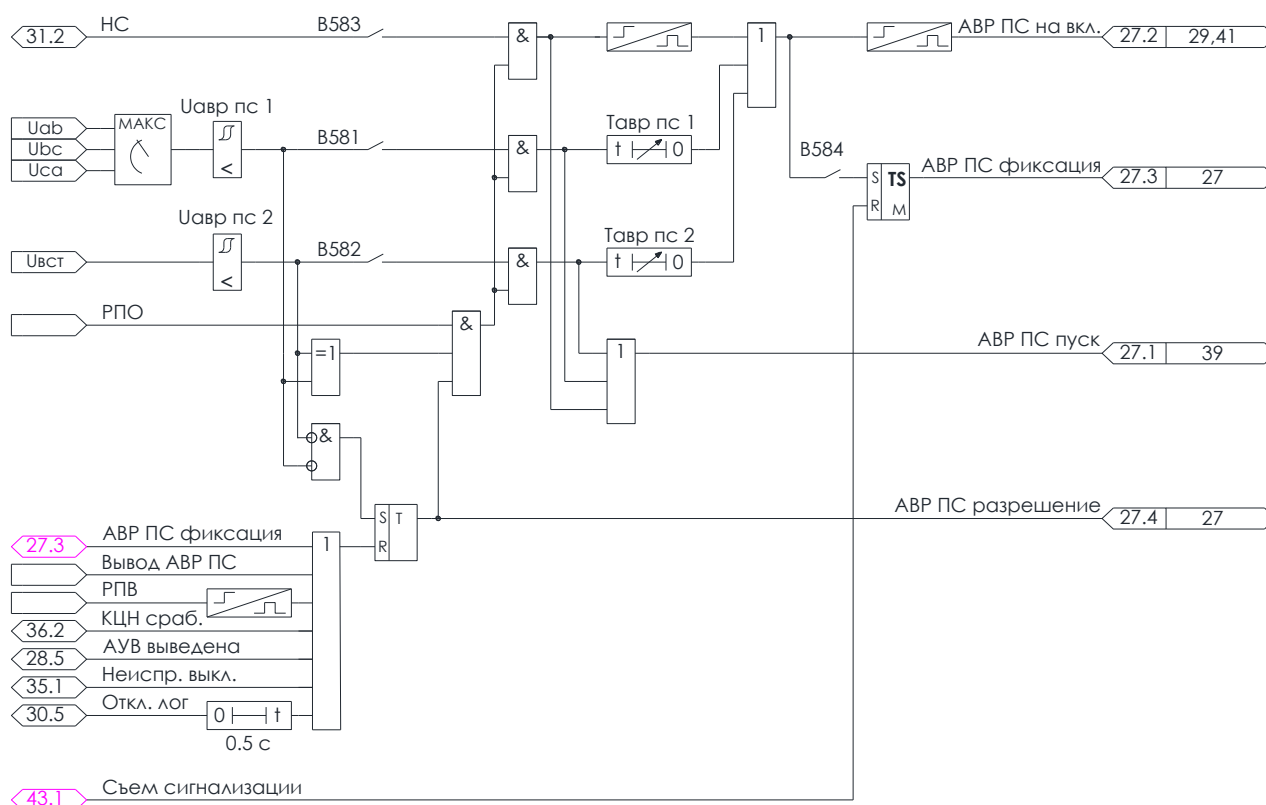 31.2 НС B583 & 1 АВР ПС на вкл. 27.2 29,41
Uавр пс 1
Uab
Ubc
Uca
МАКС
<
B581
&
Тавр пс 1
t 0
B584
S TS
R M
АВР ПС фиксация
27.3 27
Uавр пс 2
Uвст
<
B582
&
Тавр пс 2
t 0
РПО
&
=1
1
АВР ПС пуск
27.1 39
&
S T
R
АВР ПС разрешение
27.4 27
27.3 АВР ПС фиксация
1
Вывод АВР ПС
РПВ
36.2 КЦН сраб.
28.5 АУВ выведена
35.1 Неиспр. выкл.
30.5 Откл. лог
0 t
0.5 с
43.1 Съем сигнализации